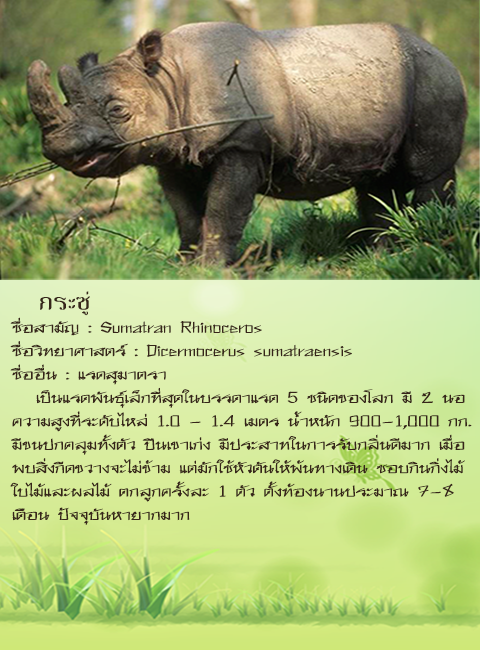 กระซู่
ชื่อสามัญ : Sumatran Rhinoceros
ชื่อวิทยาศาสตร์ : Dicermocerus sumatraensis
ชื่ออื่น : แรดสุมาตรา
เป็นแรดพันธุ์เล็กที่สุดในบรรดาแรด 5 ชนิดของโลก มี 2 นอ
ความสูงที่ระดับไหล่ 1.0 - 1.4 เมตร น้ำหนัก 900-1,000 กก.
มีขนปกคลุมทั้งตัว ปีนเขาเก่ง มีประสาทในการรับกลิ่นดีมาก เมื่อ
พบสิ่งกีดขวางจะไม่ข้าม แต่มักใช้หัวดันให้พ้นทางเดิน ชอบกินกิ่งไม้
ใบไม้และผลไม้ ตกลูกครั้งละ 1 ตัว ตั้งท้องนานประมาณ 7-8
เดือน ปัจจุบันหายากมาก